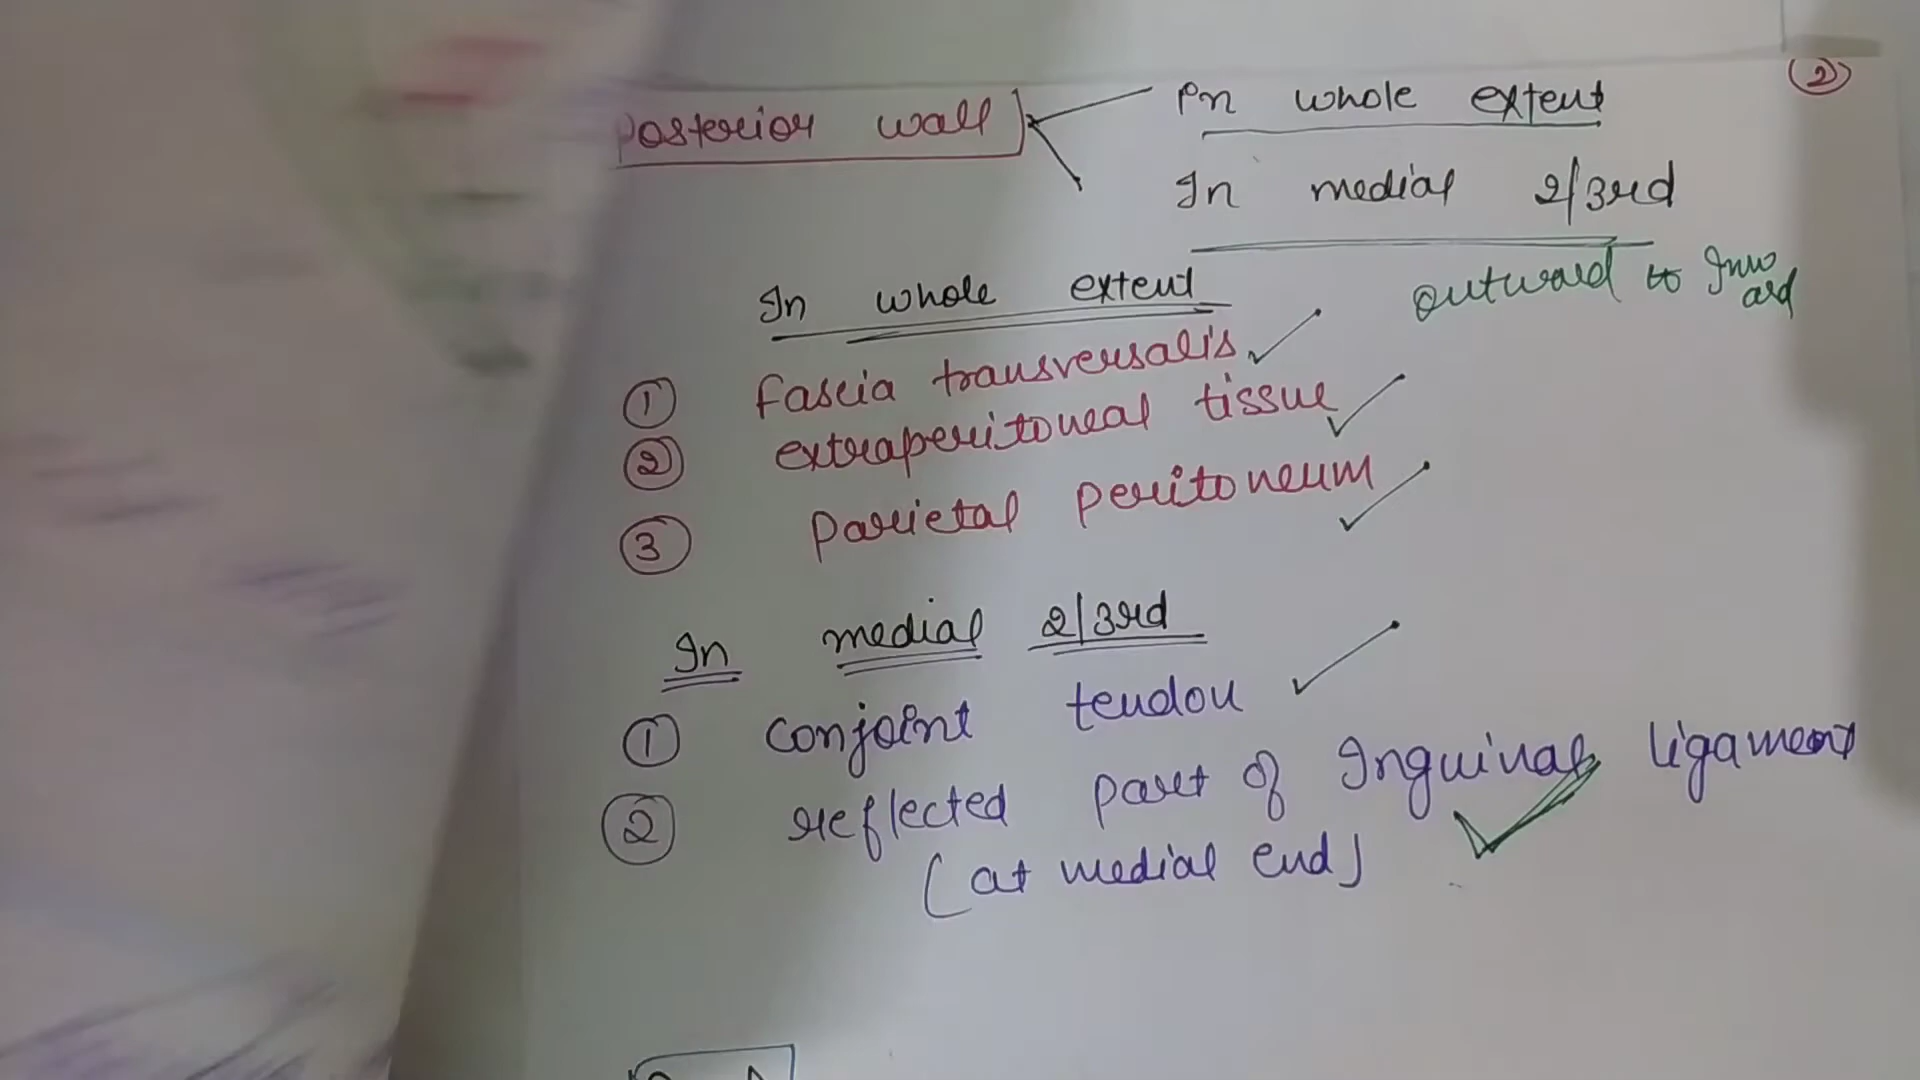 (2)
Posterior wall
In whole extent
In medial 2/3rd
In whole extent
outward to Inward
① fascia transversalis
② extraperitoneal tissue
③ Parietal peritoneum
In medial 2/3rd
① conjoint tendon
② reflected part of Inguinal ligament
(at medial end)